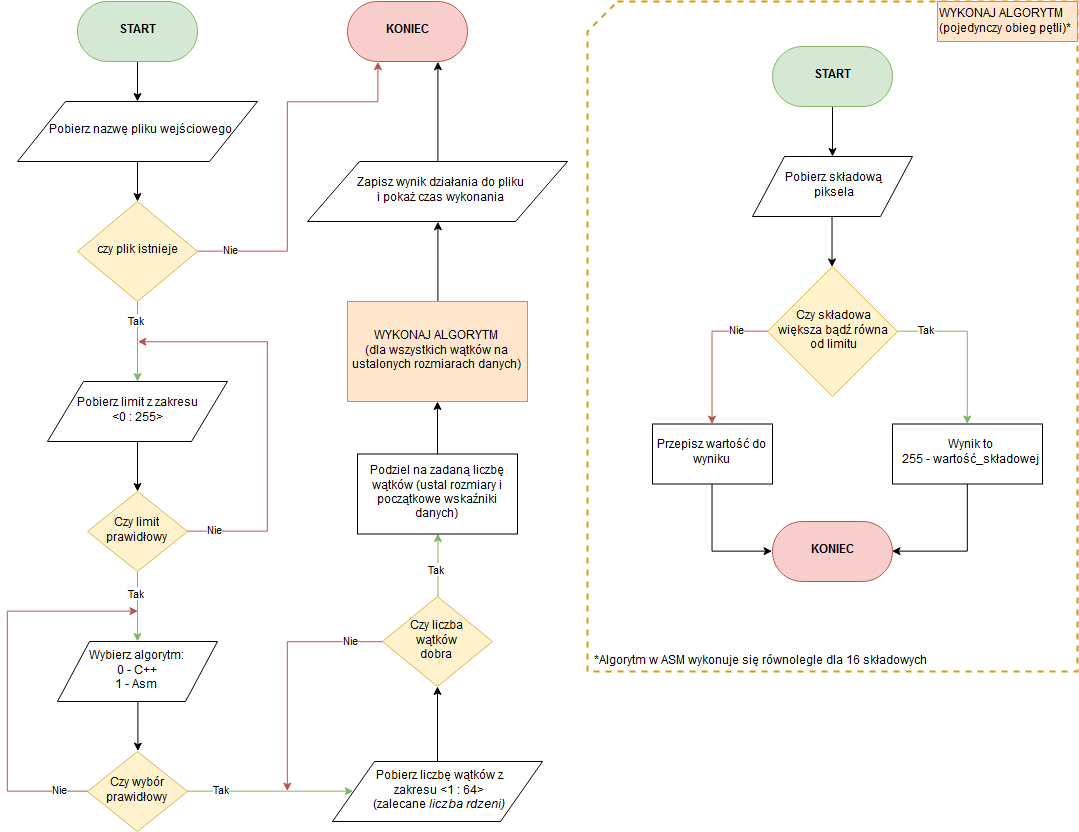 START
Pobierz nazwę pliku wejściowego
czy plik istnieje
Nie
Tak
Pobierz limit z zakresu
<0 : 255>
Czy limit
prawidłowy
Nie
Tak
Wybierz algorytm:
0 - C++
1 - Asm
Czy wybór
prawidłowy
Nie
Tak
Pobierz liczbę wątków z
zakresu <1 : 64>
(zalecane liczba rdzeni)
Czy liczba
wątków
dobra
Nie
Tak
Podziel na zadaną liczbę
wątków (ustal rozmiary i
początkowe wskaźniki
danych)
WYKONAJ ALGORYTM
(dla wszystkich wątków na
ustalonych rozmiarach danych)
Zapisz wynik działania do pliku
i pokaż czas wykonania
KONIEC
WYKONAJ ALGORYTM
(pojedynczy obieg pętli)*
START
Pobierz składową
piksela
Czy składowa
większa bądź równa
od limitu
Nie
Tak
Przepisz wartość do
wyniku
Wynik to
255 - wartość_składowej
KONIEC
*Algorytm w ASM wykonuje się równolegle dla 16 składowych